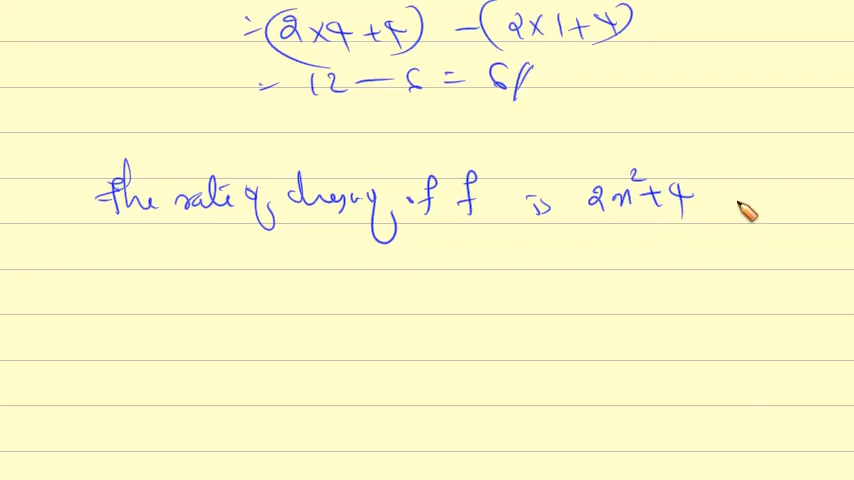 = (2×4+4) - (2×1+4)
= 12 - 6 = 6
The rate of change of f is 2x²+4